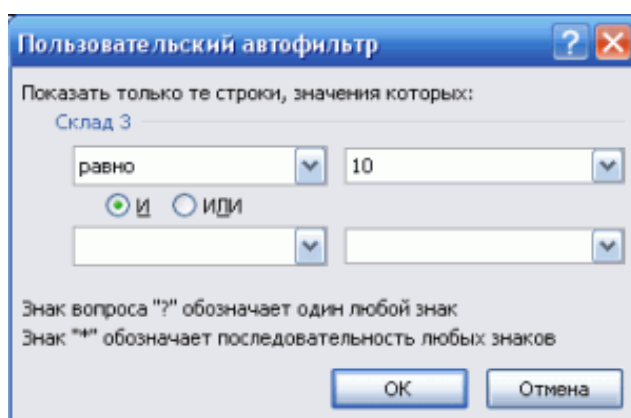 Пользовательский автофильтр
Показать только те строки, значения которых:
Склад 3
равно 10
И ИЛИ
Знак вопроса "?" обозначает один любой знак
Знак "*" обозначает последовательность любых знаков
ОК Отмена